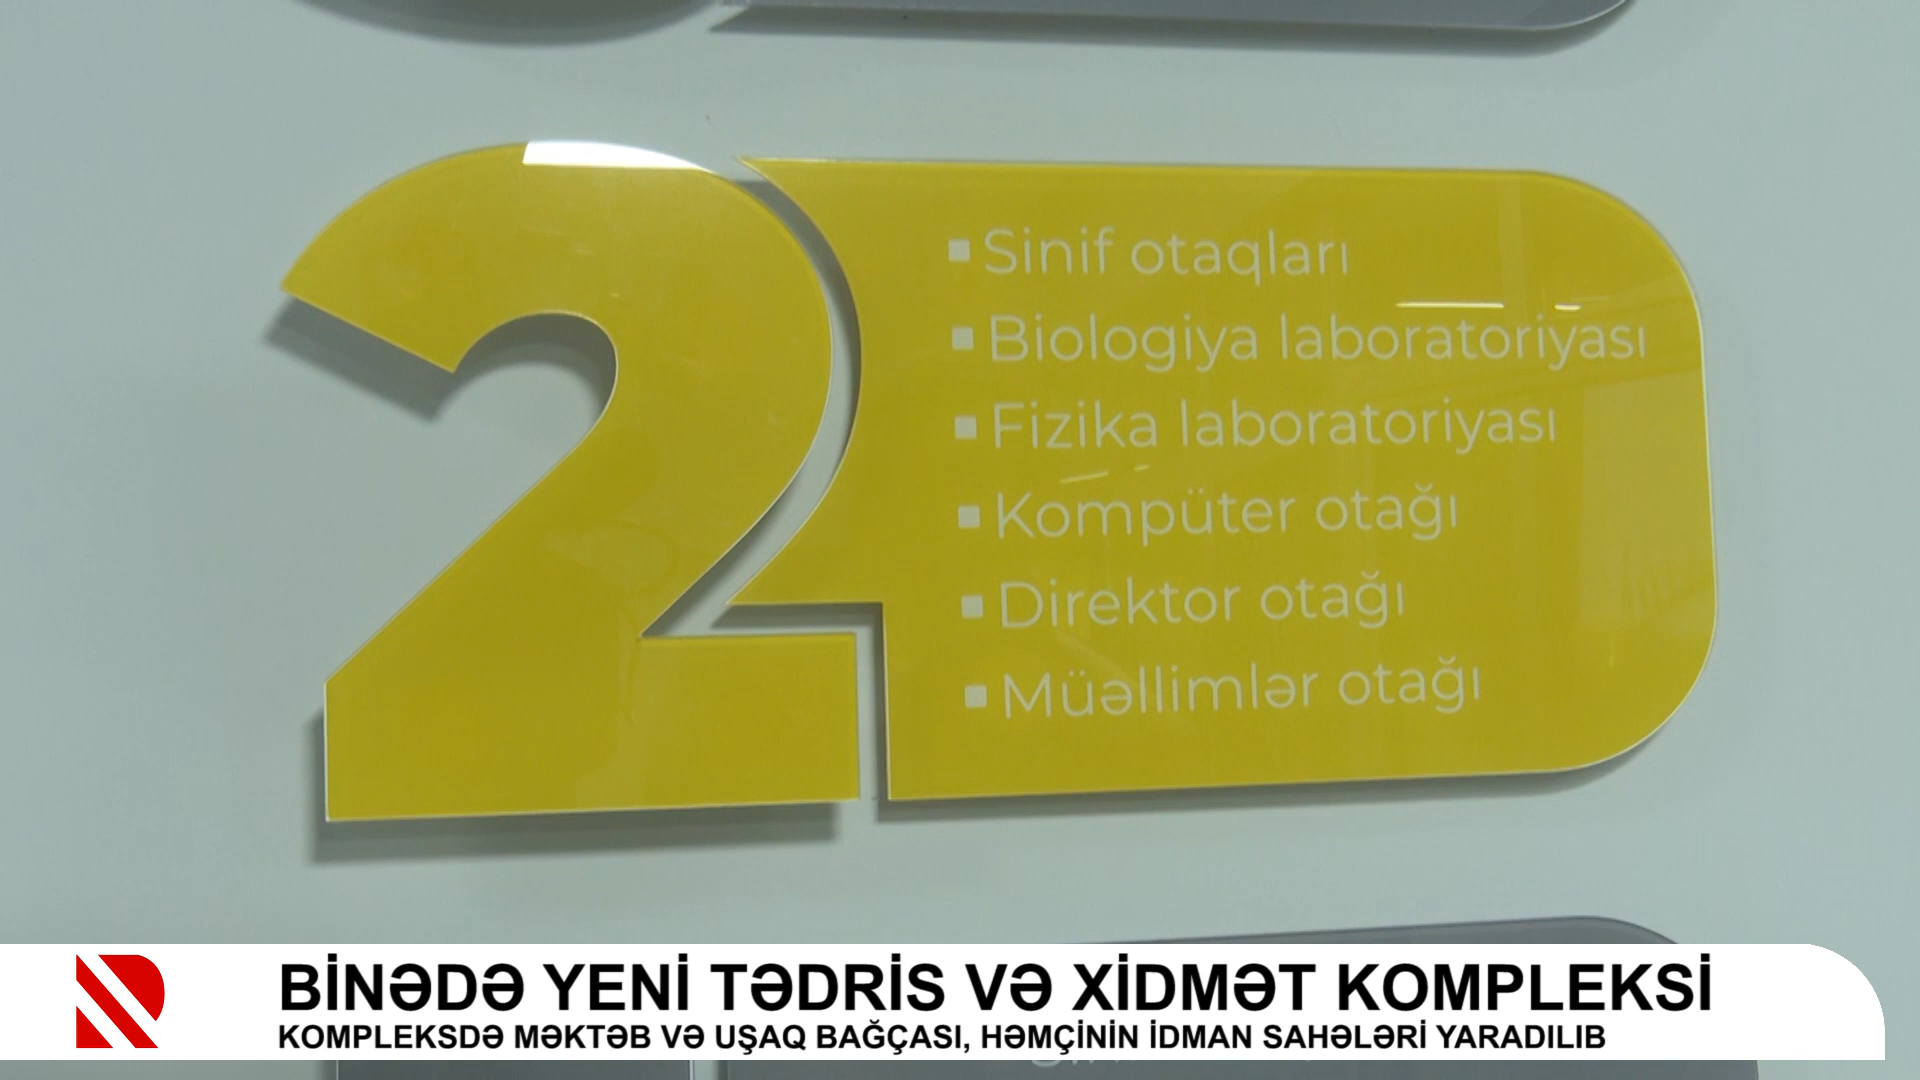 2
Sinif otaqları
Biologiya laboratoriyası
Fizika laboratoriyası
Kompüter otağı
Direktor otağı
Müəllimlər otağı
BİNƏDƏ YENİ TƏDRİS VƏ XİDMƏT KOMPLEKSİ
KOMPLEKSDƏ MƏKTƏB VƏ UŞAQ BAĞÇASI, HƏMÇİNİN İDMAN SAHƏLƏRİ YARADILIB